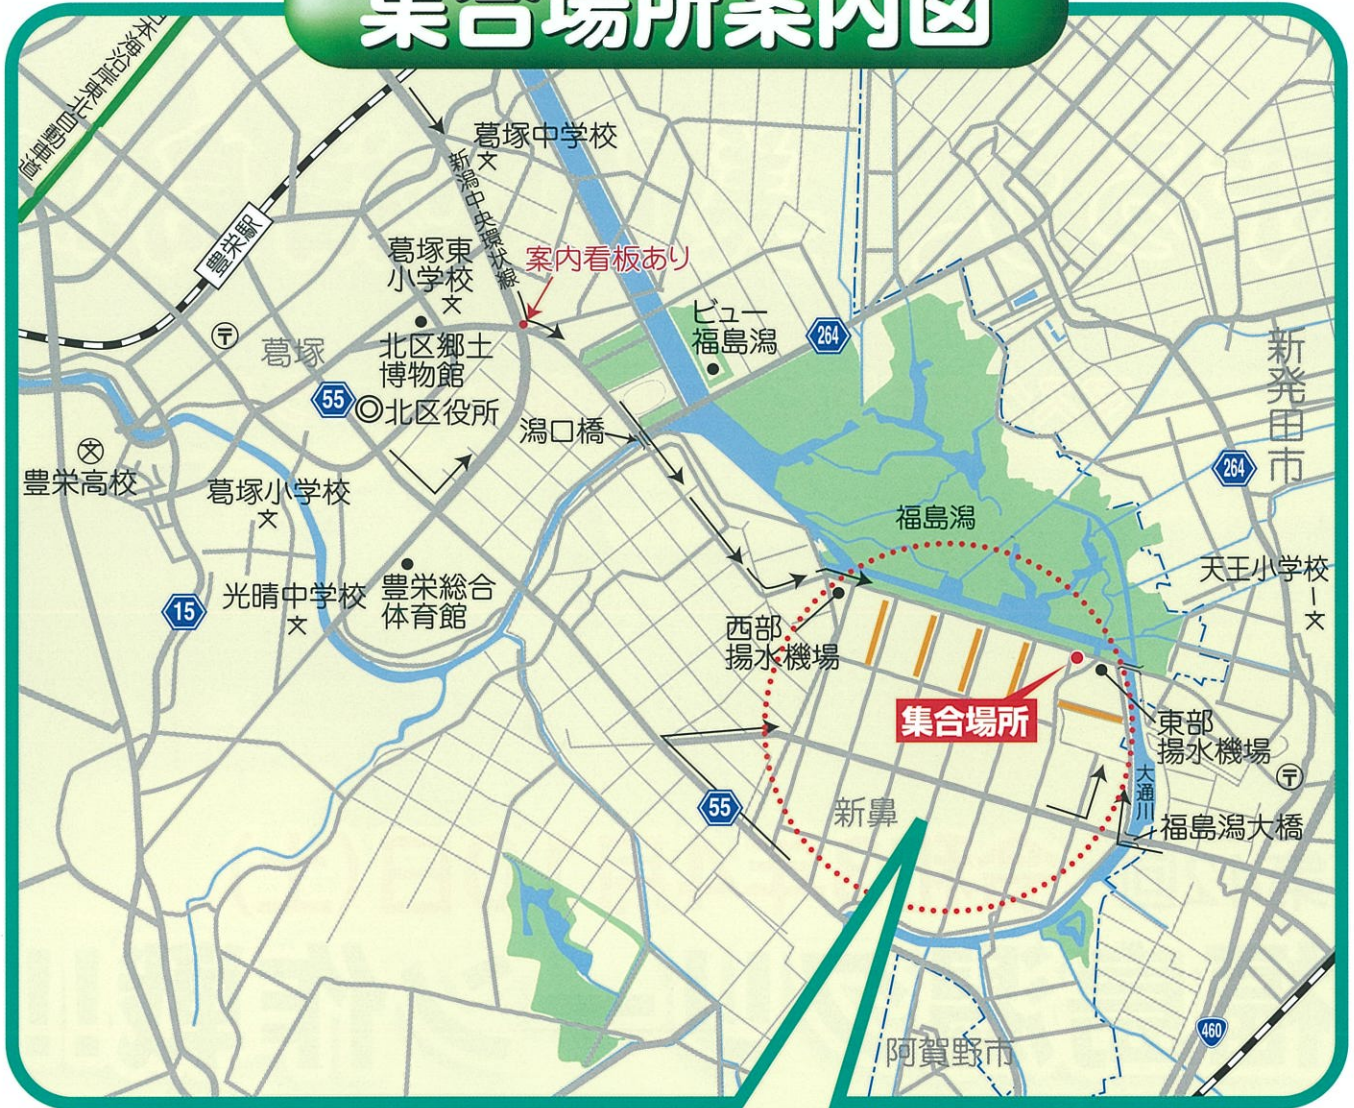 集合場所案内図
日本海沿岸東北自動車道
葛塚中学校
新潟中央環状線
豊栄駅
葛塚東
小学校
案内看板あり
ビュー
福島潟
264
北区郷土
博物館
葛塚
55
北区役所
潟口橋
新発田市
264
豊栄高校
葛塚小学校
福島潟
天王小学校
光晴中学校
豊栄総合
体育館
15
西部
揚水機場
集合場所
東部
揚水機場
大通川
55
新鼻
福島潟大橋
460
阿賀野市